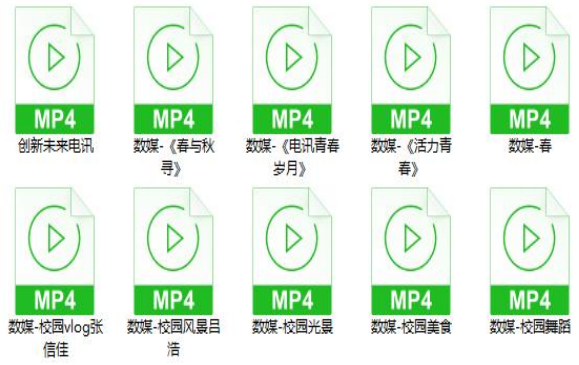 MP4 MP4 MP4 MP4 MP4
创新未来电讯 数媒-《春与秋 数媒-《电讯青春 数媒-《活力青 数媒-春
寻》 岁月》 春》
MP4 MP4 MP4 MP4 MP4
数媒-校园vlog张 数媒-校园风景吕 数媒-校园光景 数媒-校园美食 数媒-校园舞蹈
信佳 浩